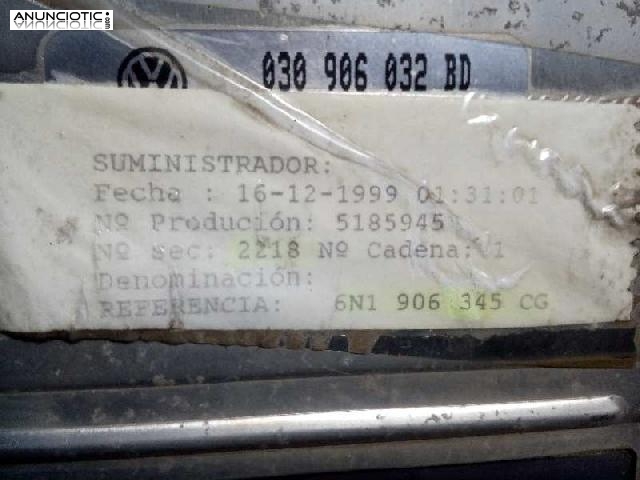 ANUNCIOTIC.com
030 906 032 BD
SUMINISTRADOR:
Fecha : 16-12-1999 01:31:01
Nº Produción: 5185945
Nº sec: 2218 Nº Cadena: 1
Denominación:
REFERENCIA: 6N1 906 345 CG